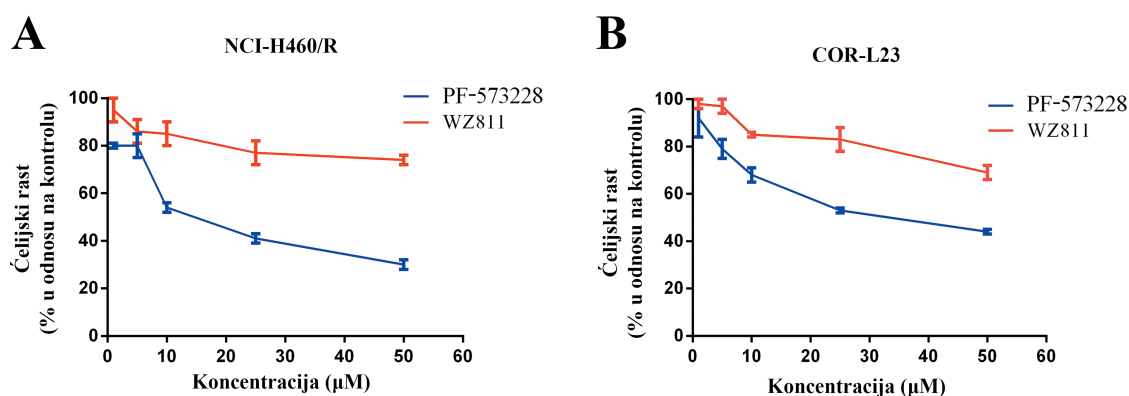 A
NCI-H460/R
Ćelijski rast
(% u odnosu na kontrolu)
100
80
60
40
20
0
0 10 20 30 40 50 60
Koncentracija (µM)
PF-573228
WZ811
B
COR-L23
Ćelijski rast
(% u odnosu na kontrolu)
100
80
60
40
20
0
0 10 20 30 40 50 60
Koncentracija (µM)
PF-573228
WZ811